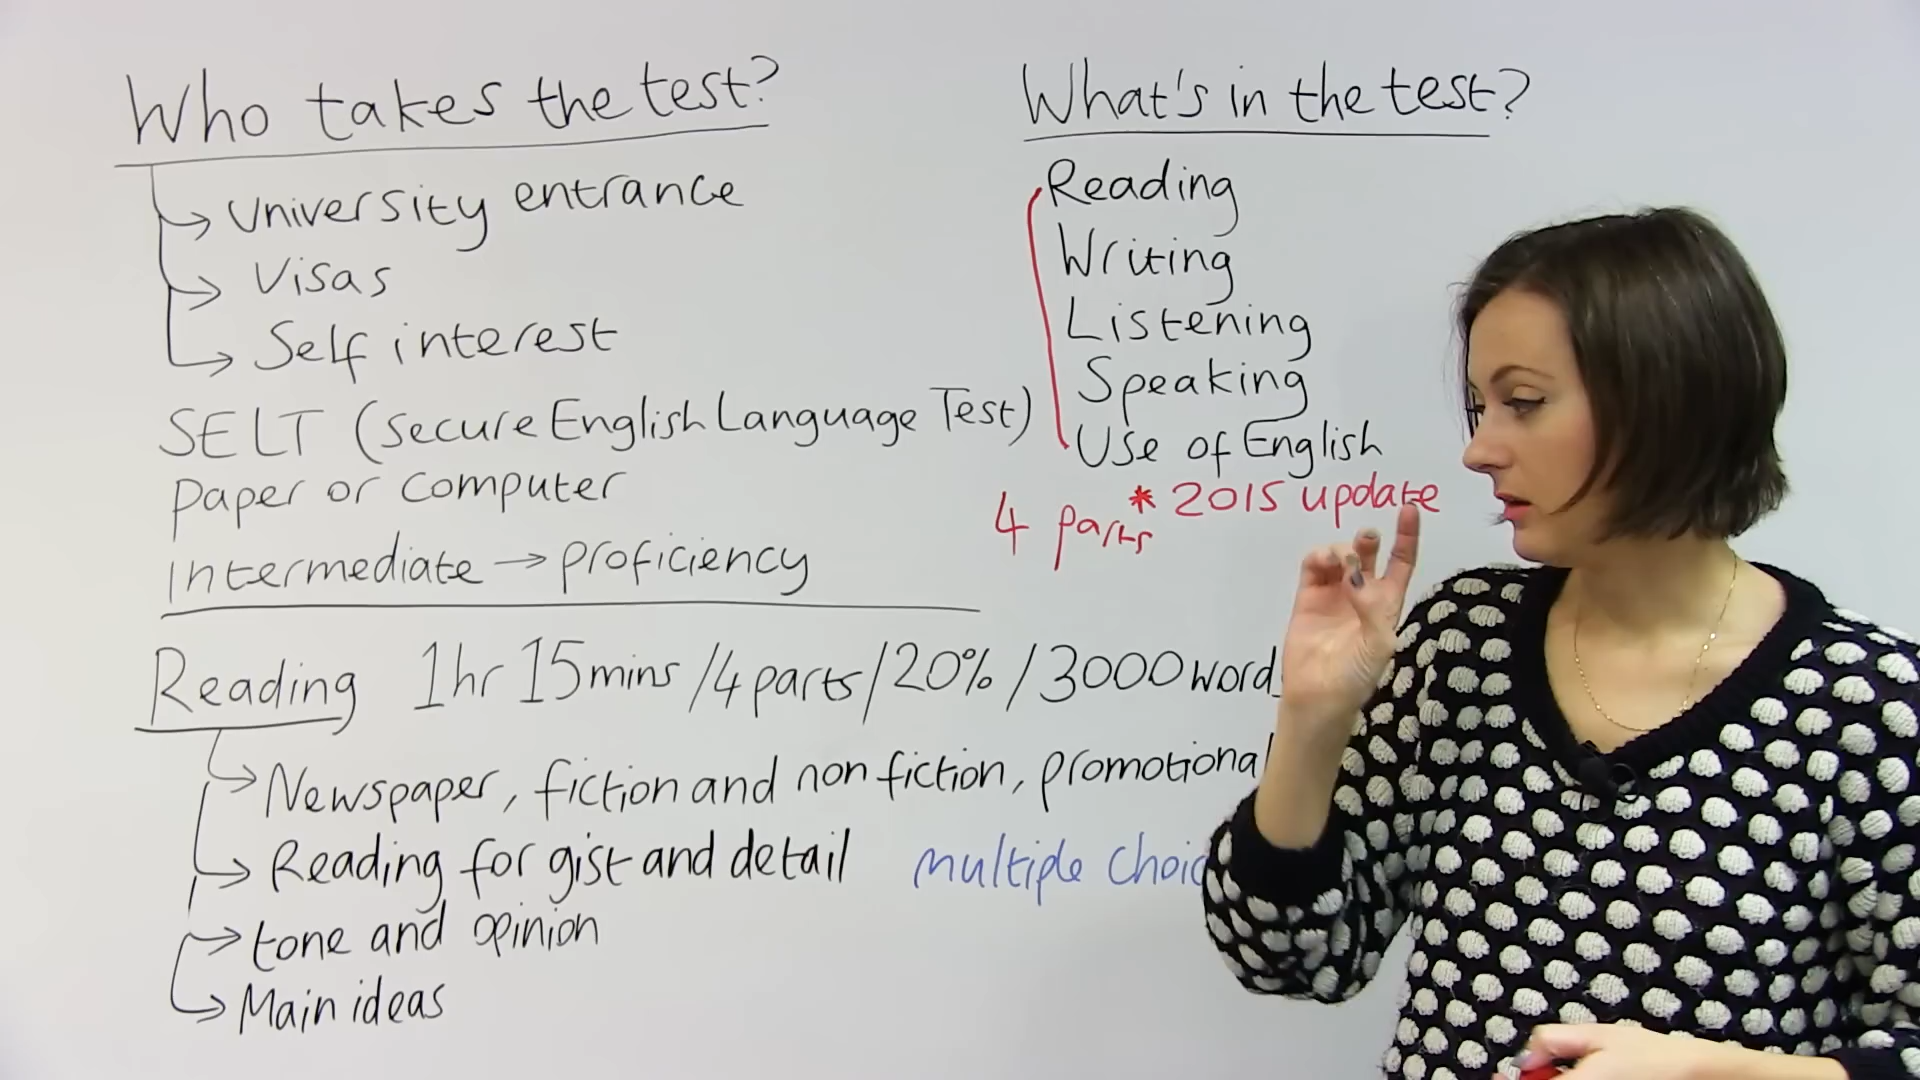 Who takes the test?
University entrance
Visas
Self interest
SELT (secure English Language Test)
paper or computer
intermediate → proficiency
What's in the test?
Reading
Writing
Listening
Speaking
Use of English
* 2015 update
4 parts
Reading 1hr 15 mins / 4 parts / 20% / 3000 word
Newspaper, fiction and non fiction, promotional
Reading for gist and detail multiple
tone and opinion
Main ideas